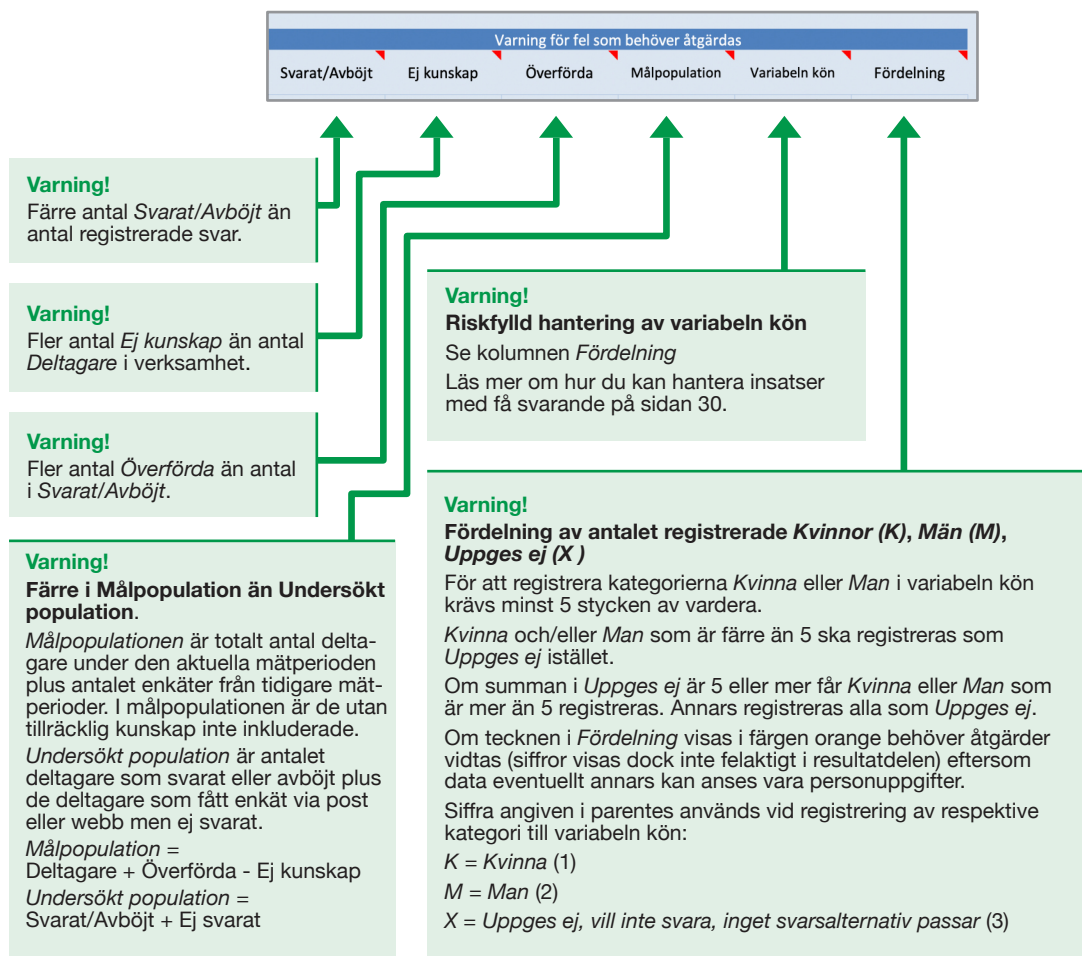 Varning för fel som behöver åtgärdas
Svarat/Avböjt Ej kunskap Överförda Målpopulation Variabeln kön Fördelning
Varning!
Färre antal Svarat/Avböjt än
antal registrerade svar.
Varning!
Fler antal Ej kunskap än antal
Deltagare i verksamhet.
Varning!
Fler antal Överförda än antal
i Svarat/Avböjt.
Varning!
Färre i Målpopulation än Undersökt
population.
Målpopulationen är totalt antal delta-
gare under den aktuella mätperioden
plus antalet enkäter från tidigare mät-
perioder. I målpopulationen är de utan
tillräcklig kunskap inte inkluderade.
Undersökt population är antalet
deltagare som svarat eller avböjt plus
de deltagare som fått enkät via post
eller webb men ej svarat.
Målpopulation =
Deltagare + Överförda - Ej kunskap
Undersökt population =
Svarat/Avböjt + Ej svarat
Varning!
Riskfylld hantering av variabeln kön
Se kolumnen Fördelning
Läs mer om hur du kan hantera insatser
med få svarande på sidan 30.
Varning!
Fördelning av antalet registrerade Kvinnor (K), Män (M),
Uppges ej (X )
För att registrera kategorierna Kvinna eller Man i variabeln kön
krävs minst 5 stycken av vardera.
Kvinna och/eller Man som är färre än 5 ska registreras som
Uppges ej istället.
Om summan i Uppges ej är 5 eller mer får Kvinna eller Man som
är mer än 5 registreras. Annars registreras alla som Uppges ej.
Om tecknen i Fördelning visas i färgen orange behöver åtgärder
vidtas (siffror visas dock inte felaktigt i resultatdelen) eftersom
data eventuellt annars kan anses vara personuppgifter.
Siffra angiven i parentes används vid registrering av respektive
kategori till variabeln kön:
K = Kvinna (1)
M = Man (2)
X = Uppges ej, vill inte svara, inget svarsalternativ passar (3)